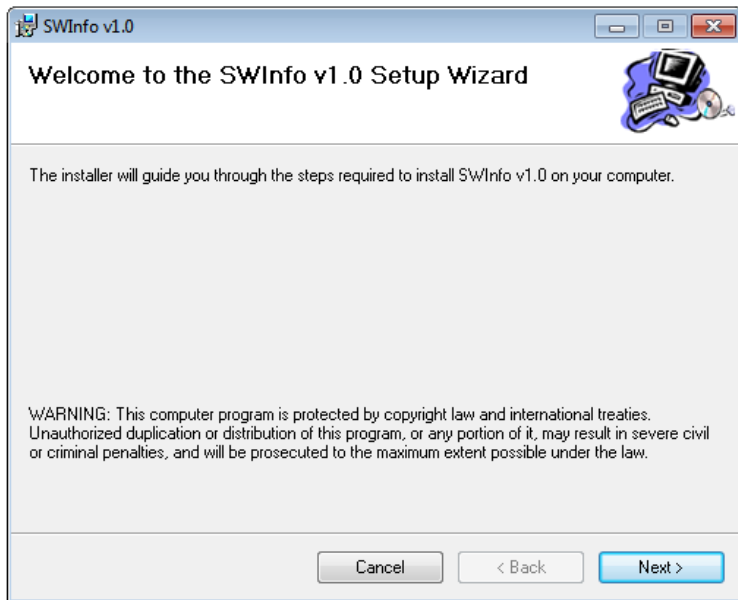 SWInfo v1.0
Welcome to the SWInfo v1.0 Setup Wizard
The installer will guide you through the steps required to install SWInfo v1.0 on your computer.
WARNING: This computer program is protected by copyright law and international treaties.
Unauthorized duplication or distribution of this program, or any portion of it, may result in severe civil
or criminal penalties, and will be prosecuted to the maximum extent possible under the law.
Cancel < Back Next >